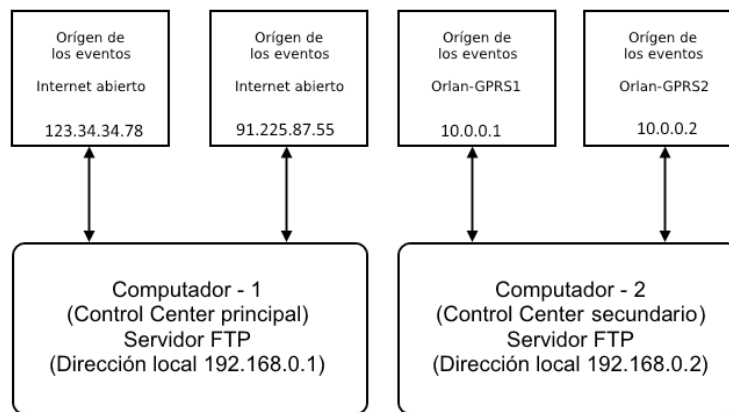 Orígen de
los eventos
Internet abierto
123.34.34.78
Orígen de
los eventos
Internet abierto
91.225.87.55
Orígen de
los eventos
Orlan-GPRS1
10.0.0.1
Orígen de
los eventos
Orlan-GPRS2
10.0.0.2
Computador - 1
(Control Center principal)
Servidor FTP
(Dirección local 192.168.0.1)
Computador - 2
(Control Center secundario)
Servidor FTP
(Dirección local 192.168.0.2)